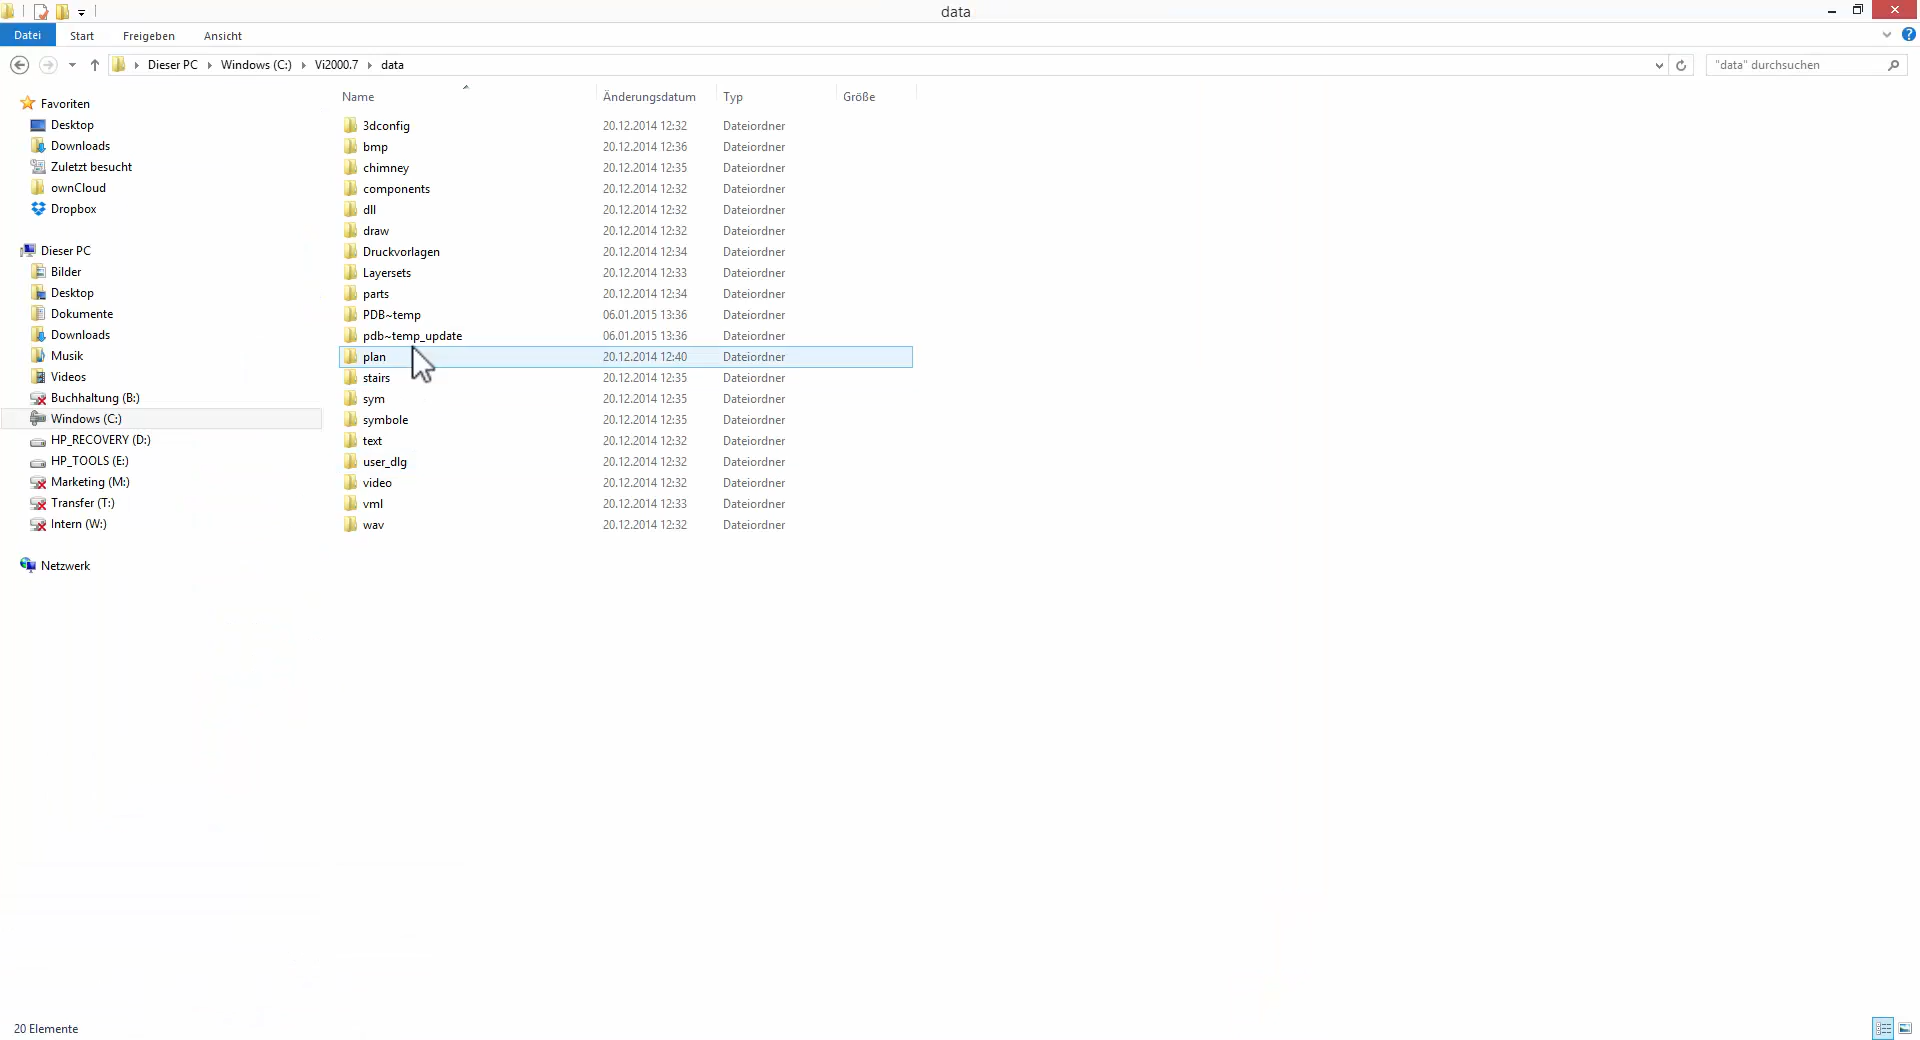 data
Datei Start Freigeben Ansicht
Dieser PC Windows (C:) Vi2000.7 data "data" durchsuchen
Name Änderungsdatum Typ Größe
Favoriten
Desktop
Downloads
Zuletzt besucht
ownCloud
Dropbox
Dieser PC
Bilder
Desktop
Dokumente
Downloads
Musik
Videos
Buchhaltung (B:)
Windows (C:)
HP_RECOVERY (D:)
HP_TOOLS (E:)
Marketing (M:)
Transfer (T:)
Intern (W:)
Netzwerk
3dconfig 20.12.2014 12:32 Dateiordner
bmp 20.12.2014 12:36 Dateiordner
chimney 20.12.2014 12:35 Dateiordner
components 20.12.2014 12:32 Dateiordner
dll 20.12.2014 12:32 Dateiordner
draw 20.12.2014 12:32 Dateiordner
Druckvorlagen 20.12.2014 12:34 Dateiordner
Layersets 20.12.2014 12:33 Dateiordner
parts 20.12.2014 12:34 Dateiordner
PDB~temp 06.01.2015 13:36 Dateiordner
pdb~temp_update 06.01.2015 13:36 Dateiordner
plan 20.12.2014 12:40 Dateiordner
stairs 20.12.2014 12:35 Dateiordner
sym 20.12.2014 12:35 Dateiordner
symbole 20.12.2014 12:35 Dateiordner
text 20.12.2014 12:32 Dateiordner
user_dlg 20.12.2014 12:32 Dateiordner
video 20.12.2014 12:32 Dateiordner
vml 20.12.2014 12:33 Dateiordner
wav 20.12.2014 12:32 Dateiordner
20 Elemente